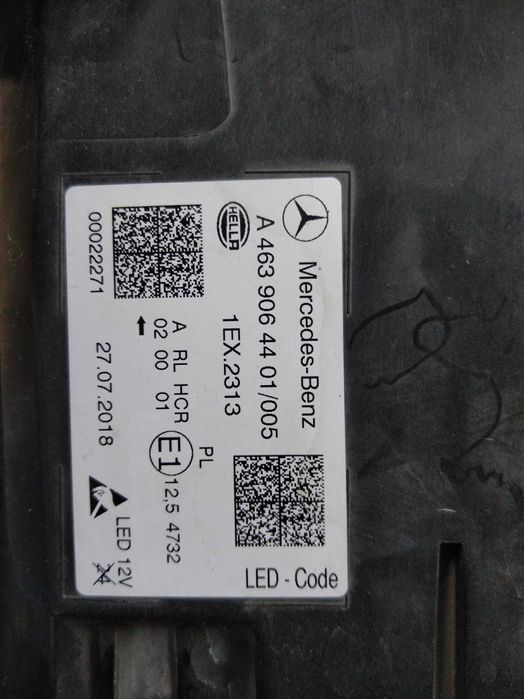 Mercedes-Benz
A 463 906 44 01/005
HELLA
1EX.2313
PL
A RL HCR
02 00 01
E1
12,5 4732
00022271
27.07.2018
LED 12V
24
LED - Code